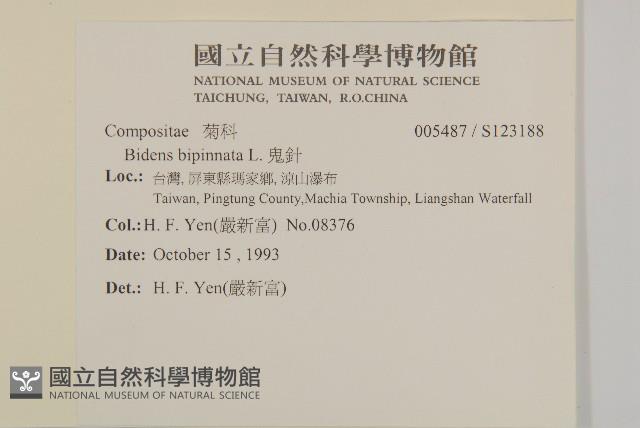 國立自然科學博物館
NATIONAL MUSEUM OF NATURAL SCIENCE
TAICHUNG, TAIWAN, R.O.CHINA
Compositae 菊科 005487 / S123188
Bidens bipinnata L. 鬼針
Loc.: 台灣, 屏東縣瑪家鄉, 涼山瀑布
Taiwan, Pingtung County,Machia Township, Liangshan Waterfall
Col.: H. F. Yen(嚴新富) No.08376
Date: October 15 , 1993
Det.: H. F. Yen(嚴新富)
國立自然科學博物館
NATIONAL MUSEUM OF NATURAL SCIENCE